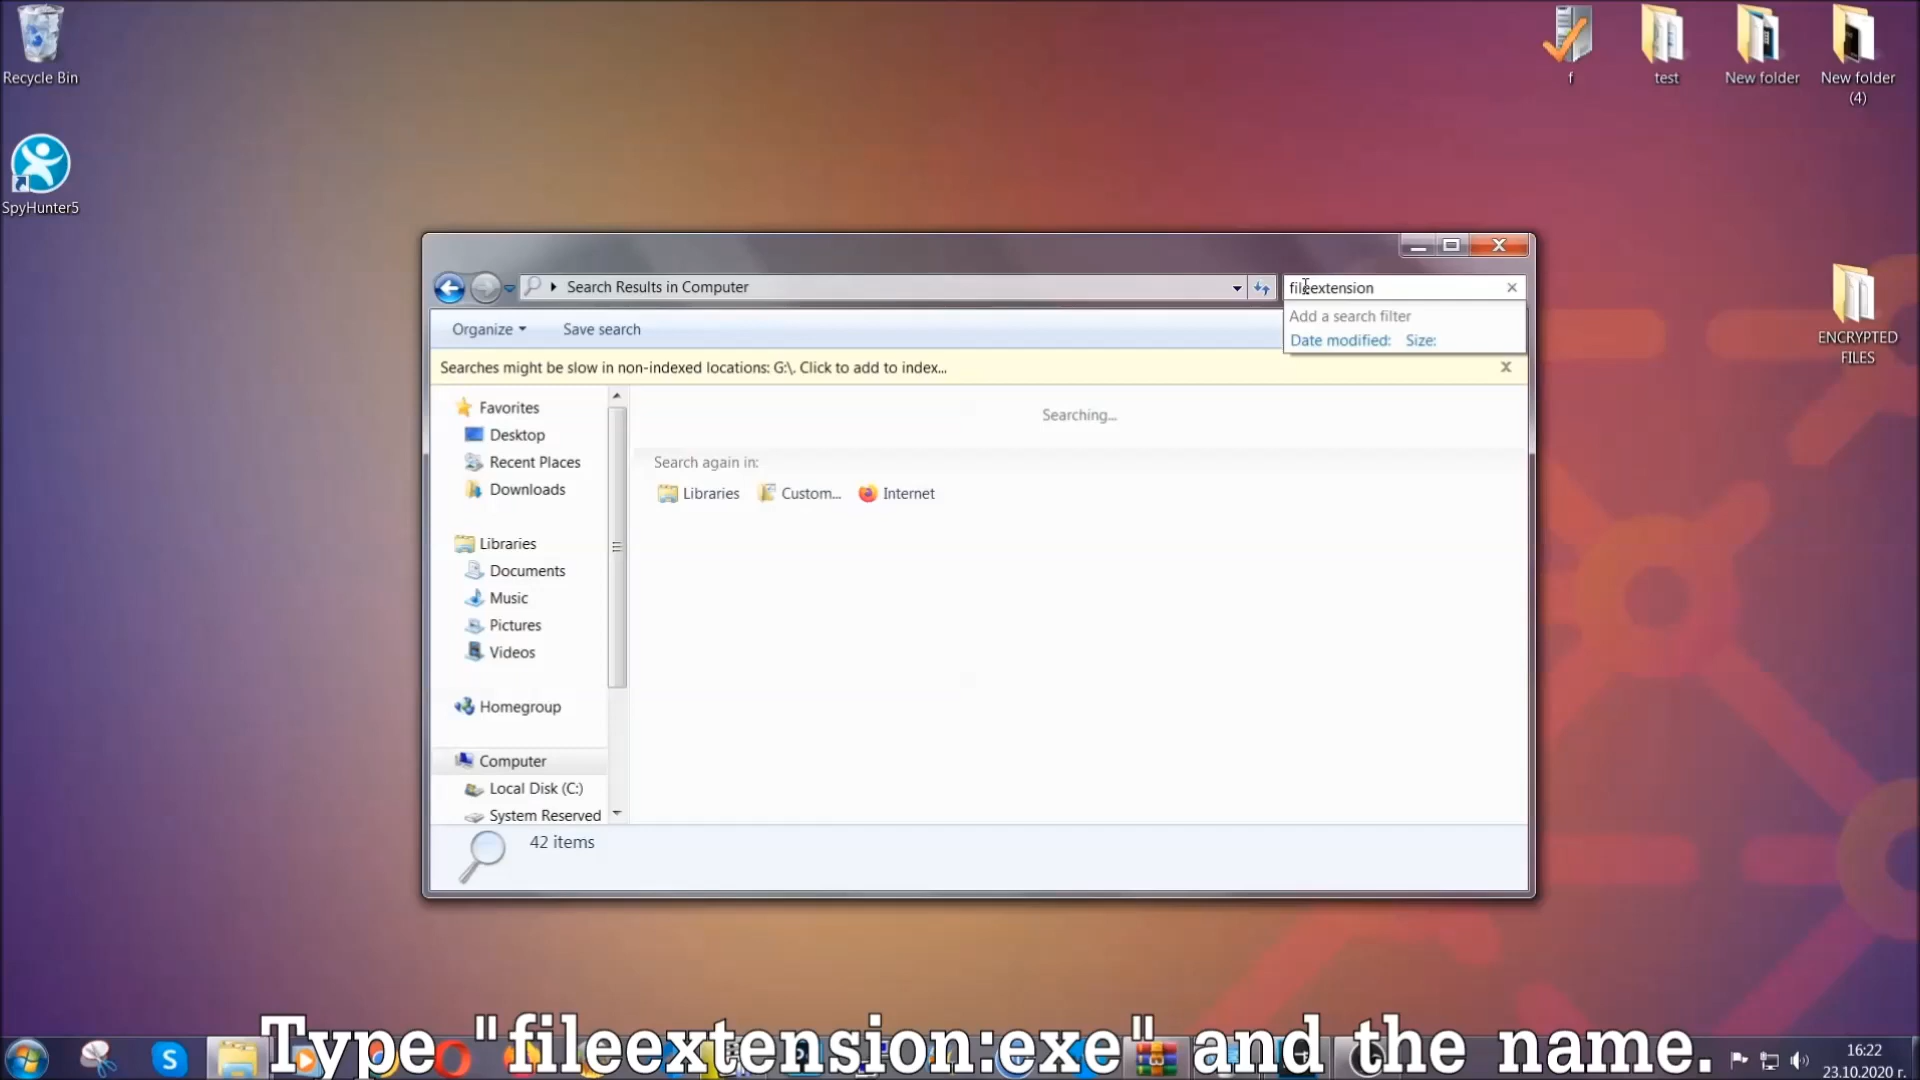 Recycle Bin
SpyHunter5
f
test
New folder
New folder
(4)
ENCRYPTED
FILES
Search Results in Computer
fileextension
Add a search filter
Date modified: Size:
Organize
Save search
Searches might be slow in non-indexed locations: G:\. Click to add to index...
Favorites
Desktop
Recent Places
Downloads
Libraries
Documents
Music
Pictures
Videos
Homegroup
Computer
Local Disk (C:)
System Reserved
Searching...
Search again in:
Libraries
Custom...
Internet
42 items
Type "fileextension:exe" and the name.
16:22
23.10.2020 г.